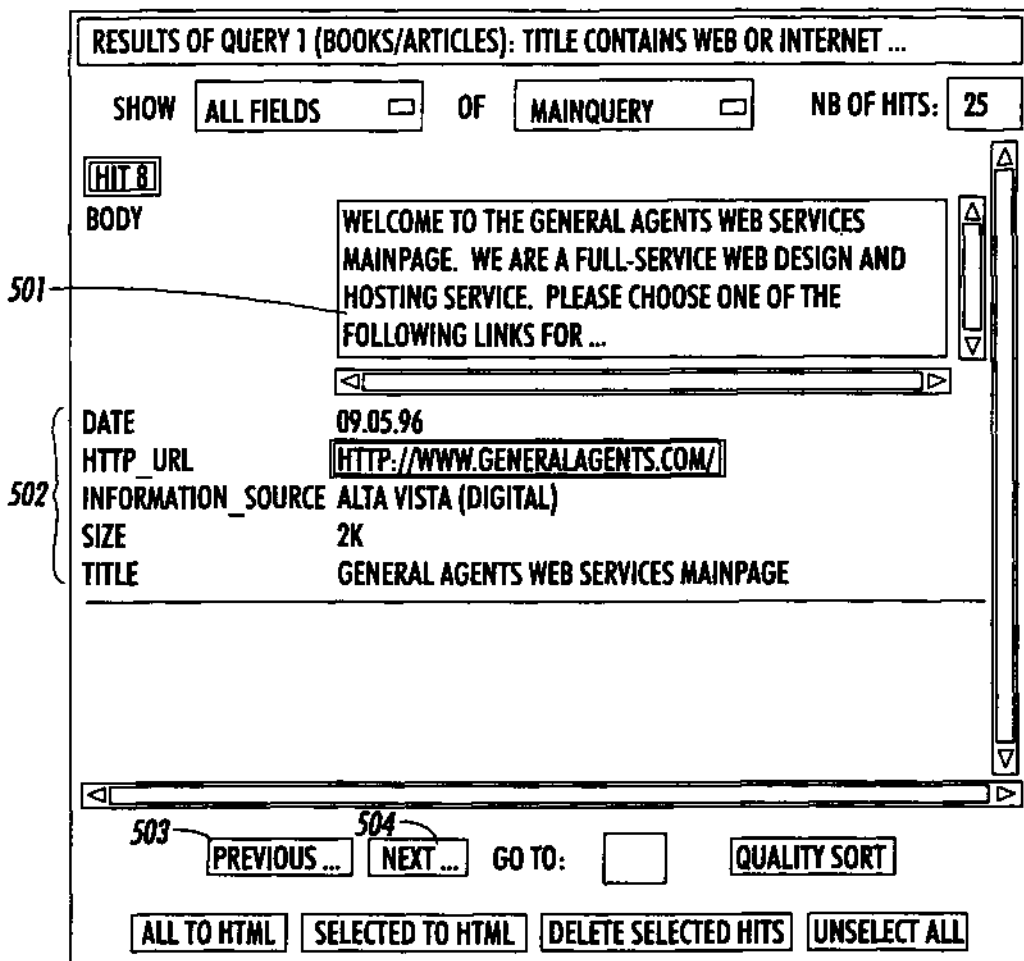 RESULTS OF QUERY 1 (BOOKS/ARTICLES): TITLE CONTAINS WEB OR INTERNET ...
SHOW ALL FIELDS OF MAINQUERY NB OF HITS: 25
HIT 8
BODY
WELCOME TO THE GENERAL AGENTS WEB SERVICES
MAINPAGE. WE ARE A FULL-SERVICE WEB DESIGN AND
501 HOSTING SERVICE. PLEASE CHOOSE ONE OF THE
FOLLOWING LINKS FOR ...
DATE 09.05.96
HTTP_URL HTTP://WWW.GENERALAGENTS.COM/
502 INFORMATION_SOURCE ALTA VISTA (DIGITAL)
SIZE 2K
TITLE GENERAL AGENTS WEB SERVICES MAINPAGE
503 504
PREVIOUS ... NEXT ... GO TO: QUALITY SORT
ALL TO HTML SELECTED TO HTML DELETE SELECTED HITS UNSELECT ALL